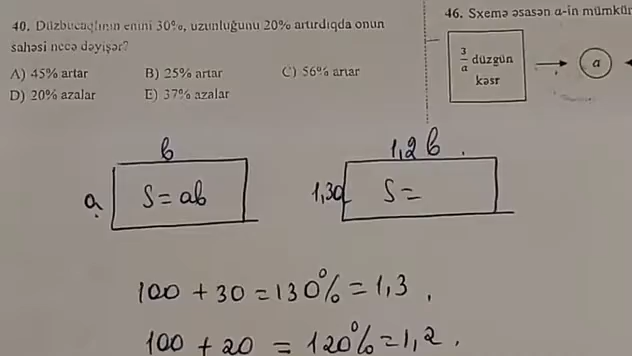 40. Düzbucaqlının enini 30%, uzunluğunu 20% artırdıqda onun
sahəsi necə dəyişər?
A) 45% artar
B) 25% artar
C) 56% artar
D) 20% azalar
E) 37% azalar
46. Sxemə əsasən a-in
3/a düzgün
kəsr
a
b
a
S = ab
1,2 b
1,3a
S =
100 + 30 = 130% = 1,3
100 + 20 = 120% = 1,2